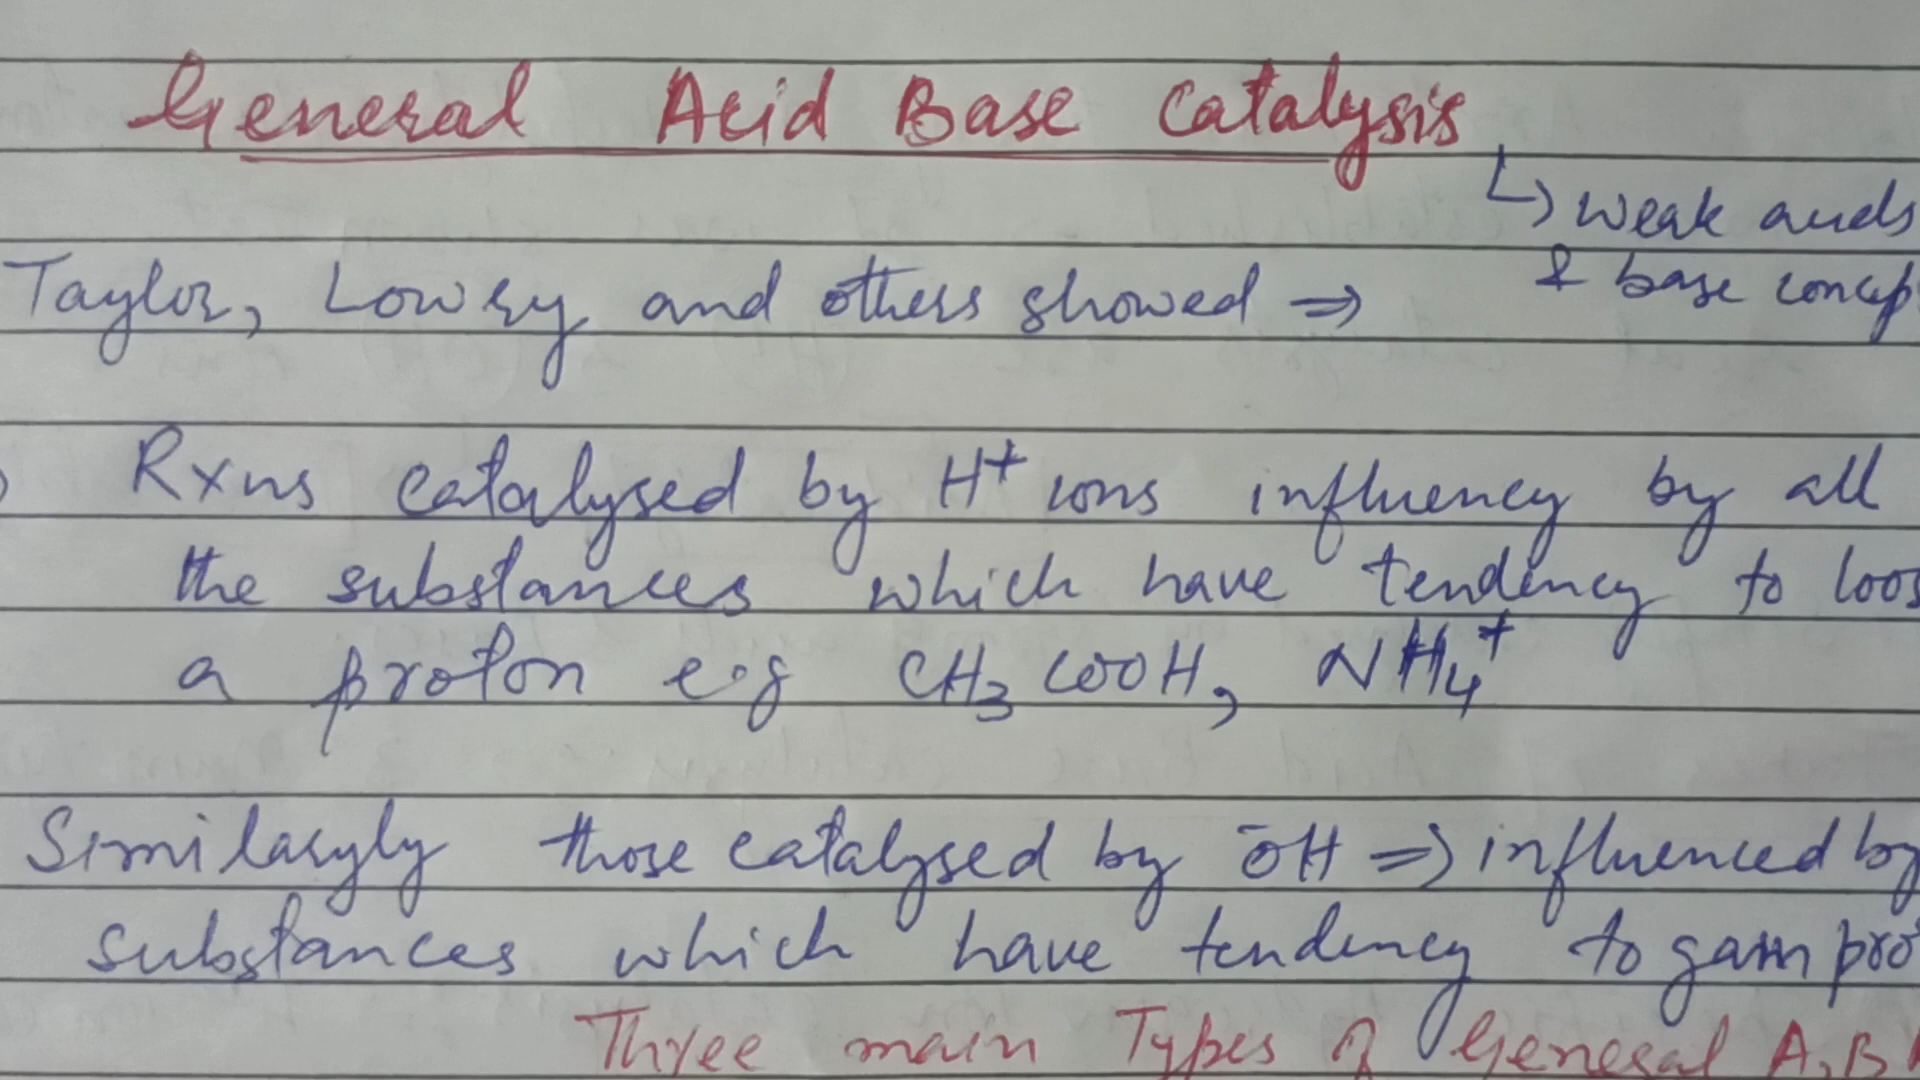 General Acid Base Catalysis
↳ weak acids
& base concep
Taylor, Lowry and others showed ⇒
Rxns catalysed by H⁺ ions influency by all
the substances which have tendency to loos
a proton e.g CH₃COOH, NH₄⁺
Similaryly those catalysed by ōH ⇒ influenced by
substances which have tendency to gain pro
Three main Types of General A, B